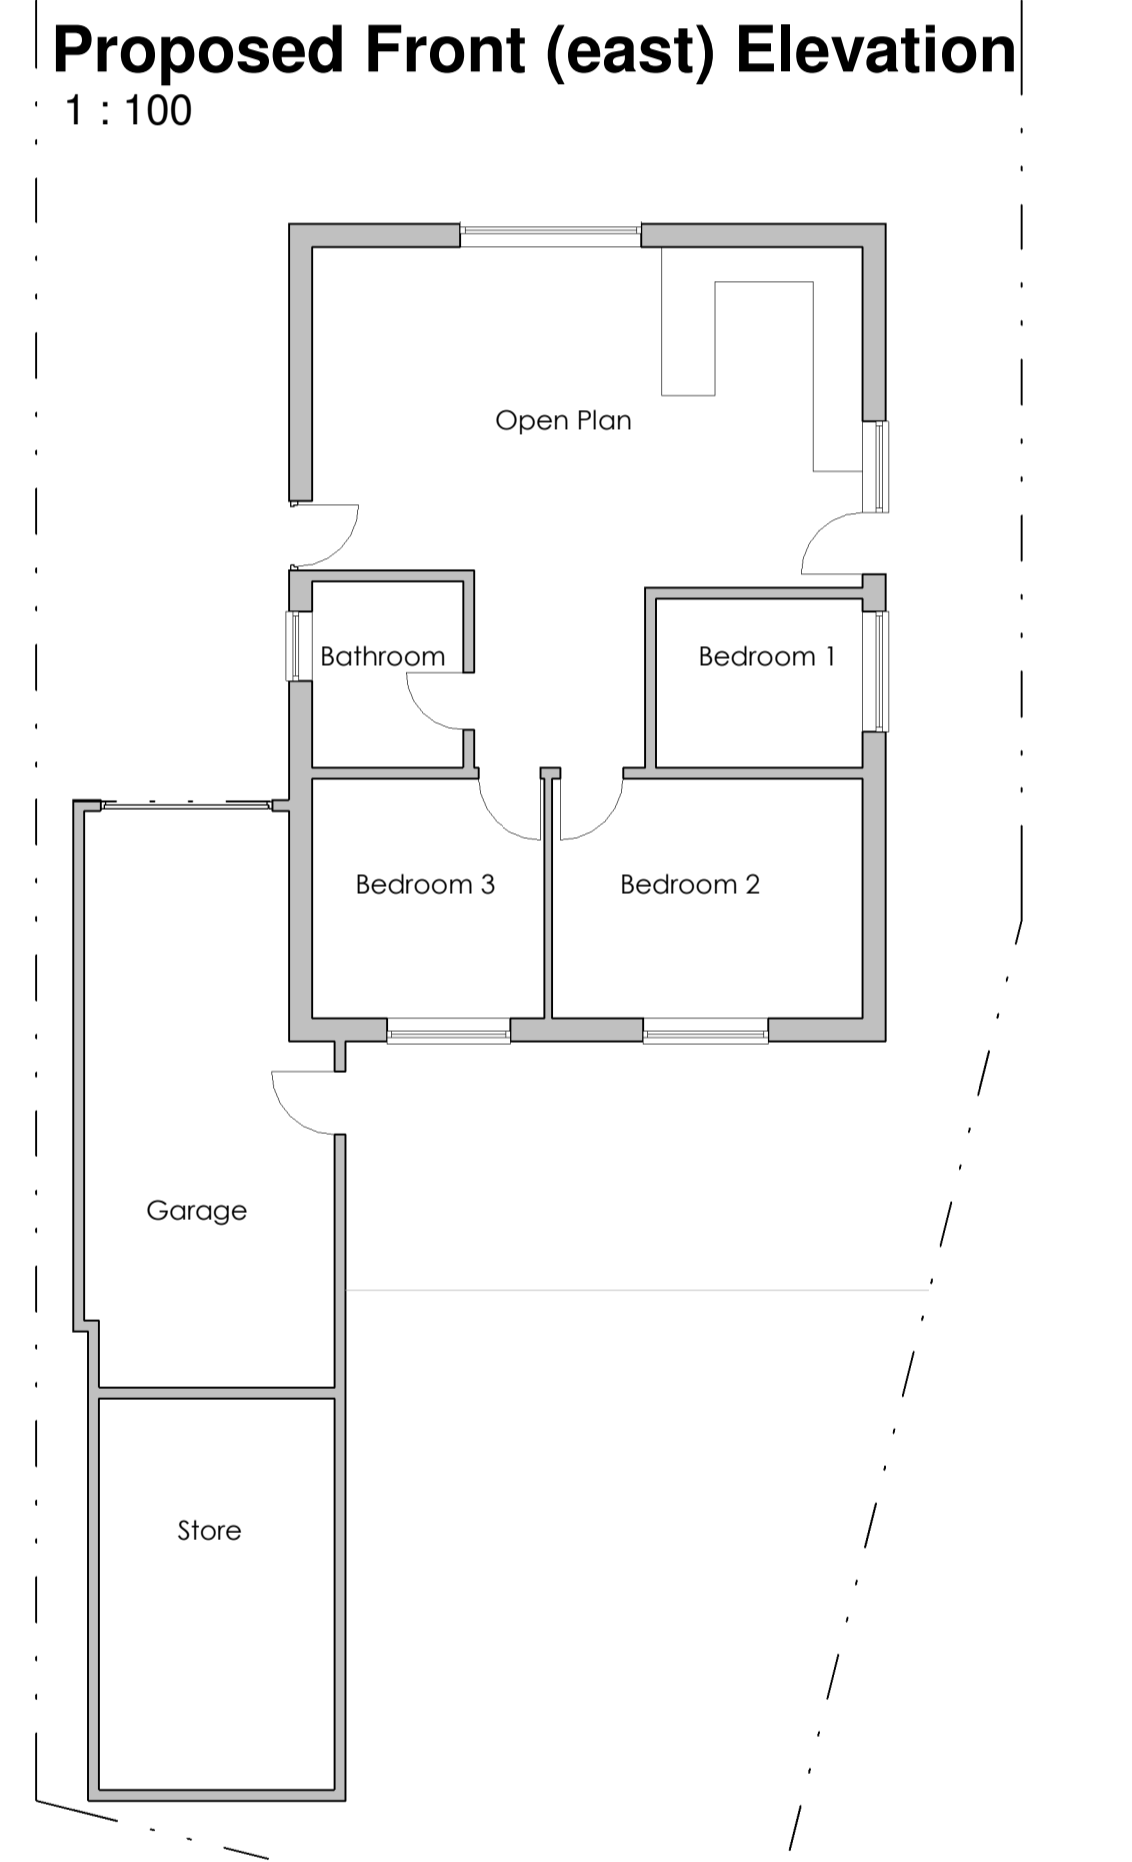 Proposed Front (east) Elevation
1 : 100
Open Plan
Bathroom
Bedroom 1
Bedroom 3
Bedroom 2
Garage
Store